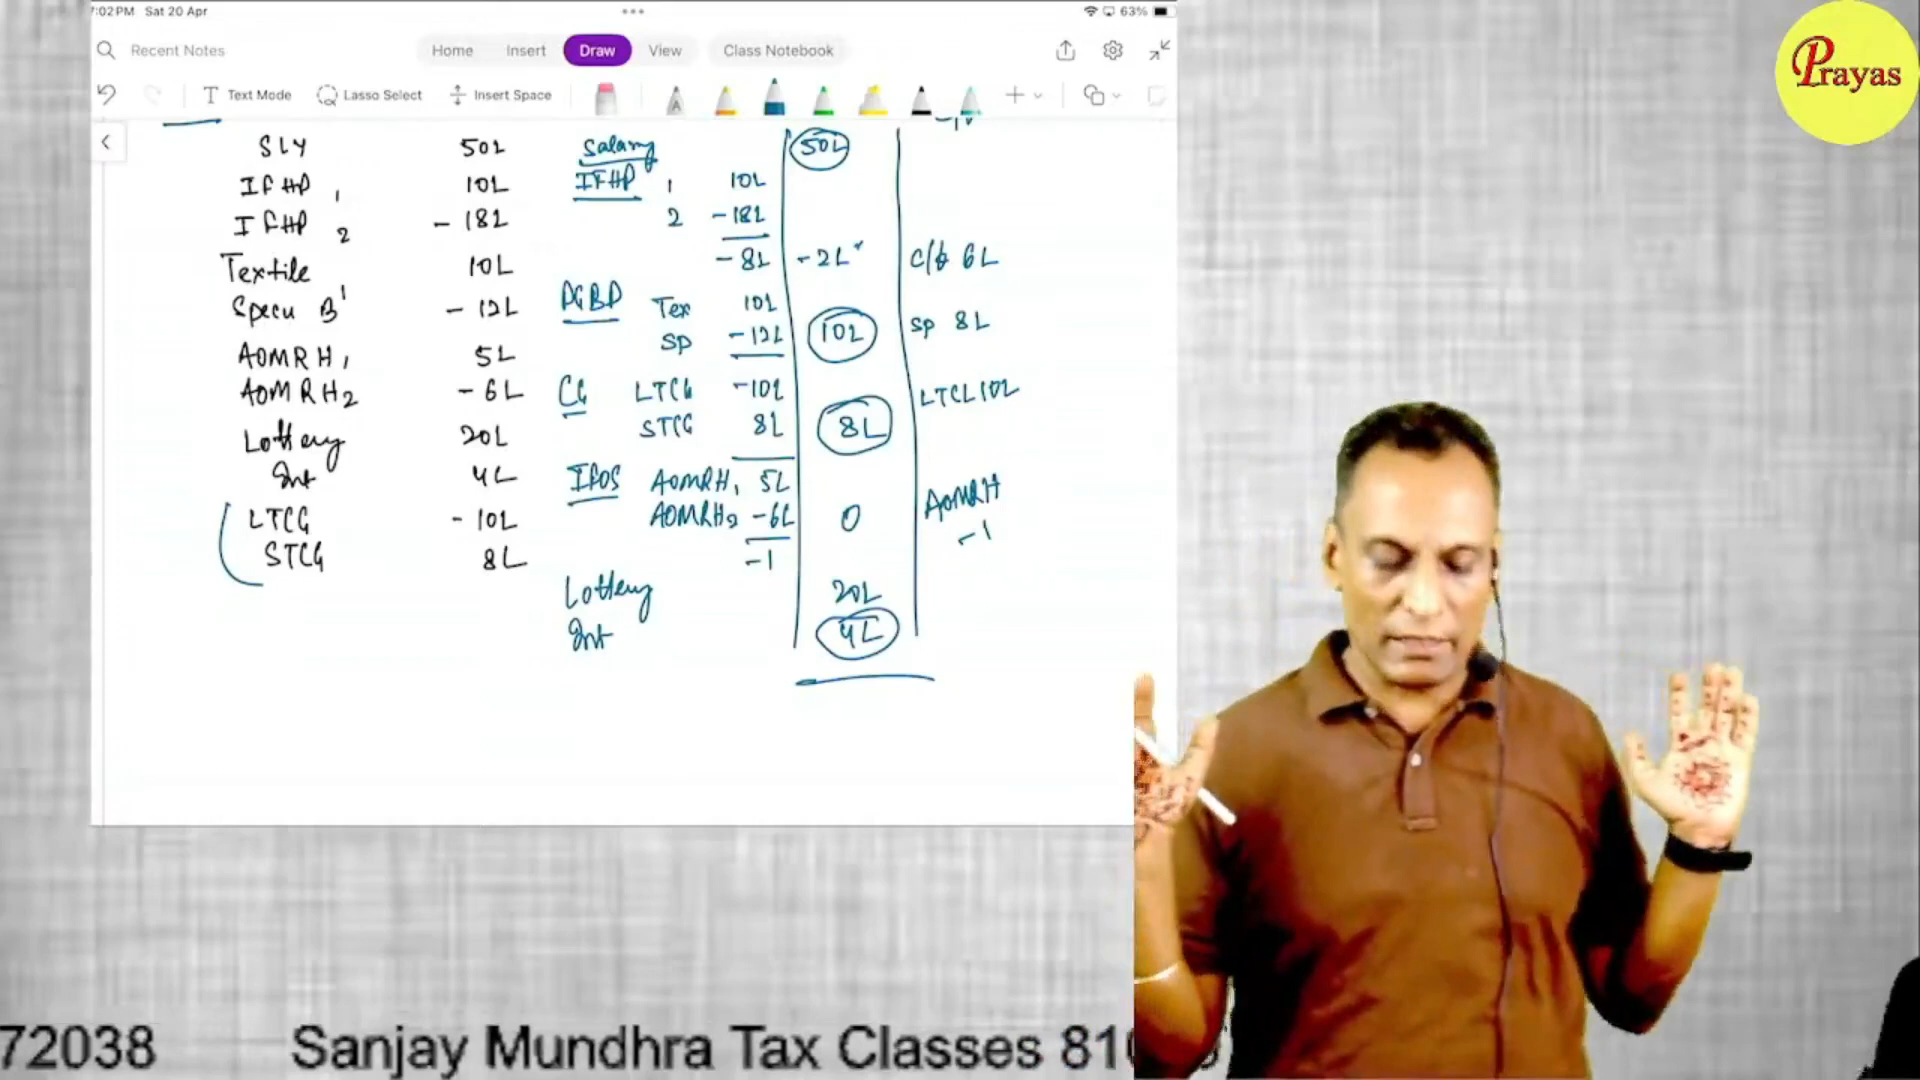 7:02 PM Sat 20 Apr
63%
Recent Notes
Home Insert Draw View Class Notebook
Text Mode Lasso Select Insert Space
Prayas
SLY 50L
IFHP 1 10L
IFHP 2 - 18L
Textile 10L
Specu B' - 12L
AOMRH 1 5L
AOMRH2 - 6L
Lottery 20L
Int 4L
LTCG - 10L
STCG 8L
Salary 50L
IFHP 1 10L
2 - 18L
- 8L - 2L c/f 6L
PGBP Tex 10L
SP - 12L 10L SP 8L
CG LTCG - 10L LTCL 10L
STCG 8L 8L
IFOS AOMRH1 5L
AOMRH2 - 6L 0 AOMRH
-1 -1
Lottery 20L
Int 4L
72038 Sanjay Mundhra Tax Classes 81